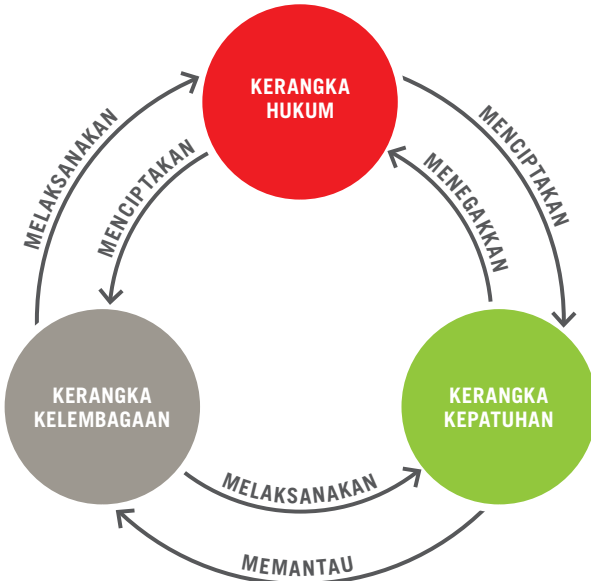 KERANGKA
HUKUM
MELAKSANAKAN
MENCIPTAKAN
MENEGAKKAN
MENCIPTAKAN
KERANGKA
KELEMBAGAAN
KERANGKA
KEPATUHAN
MELAKSANAKAN
MEMANTAU